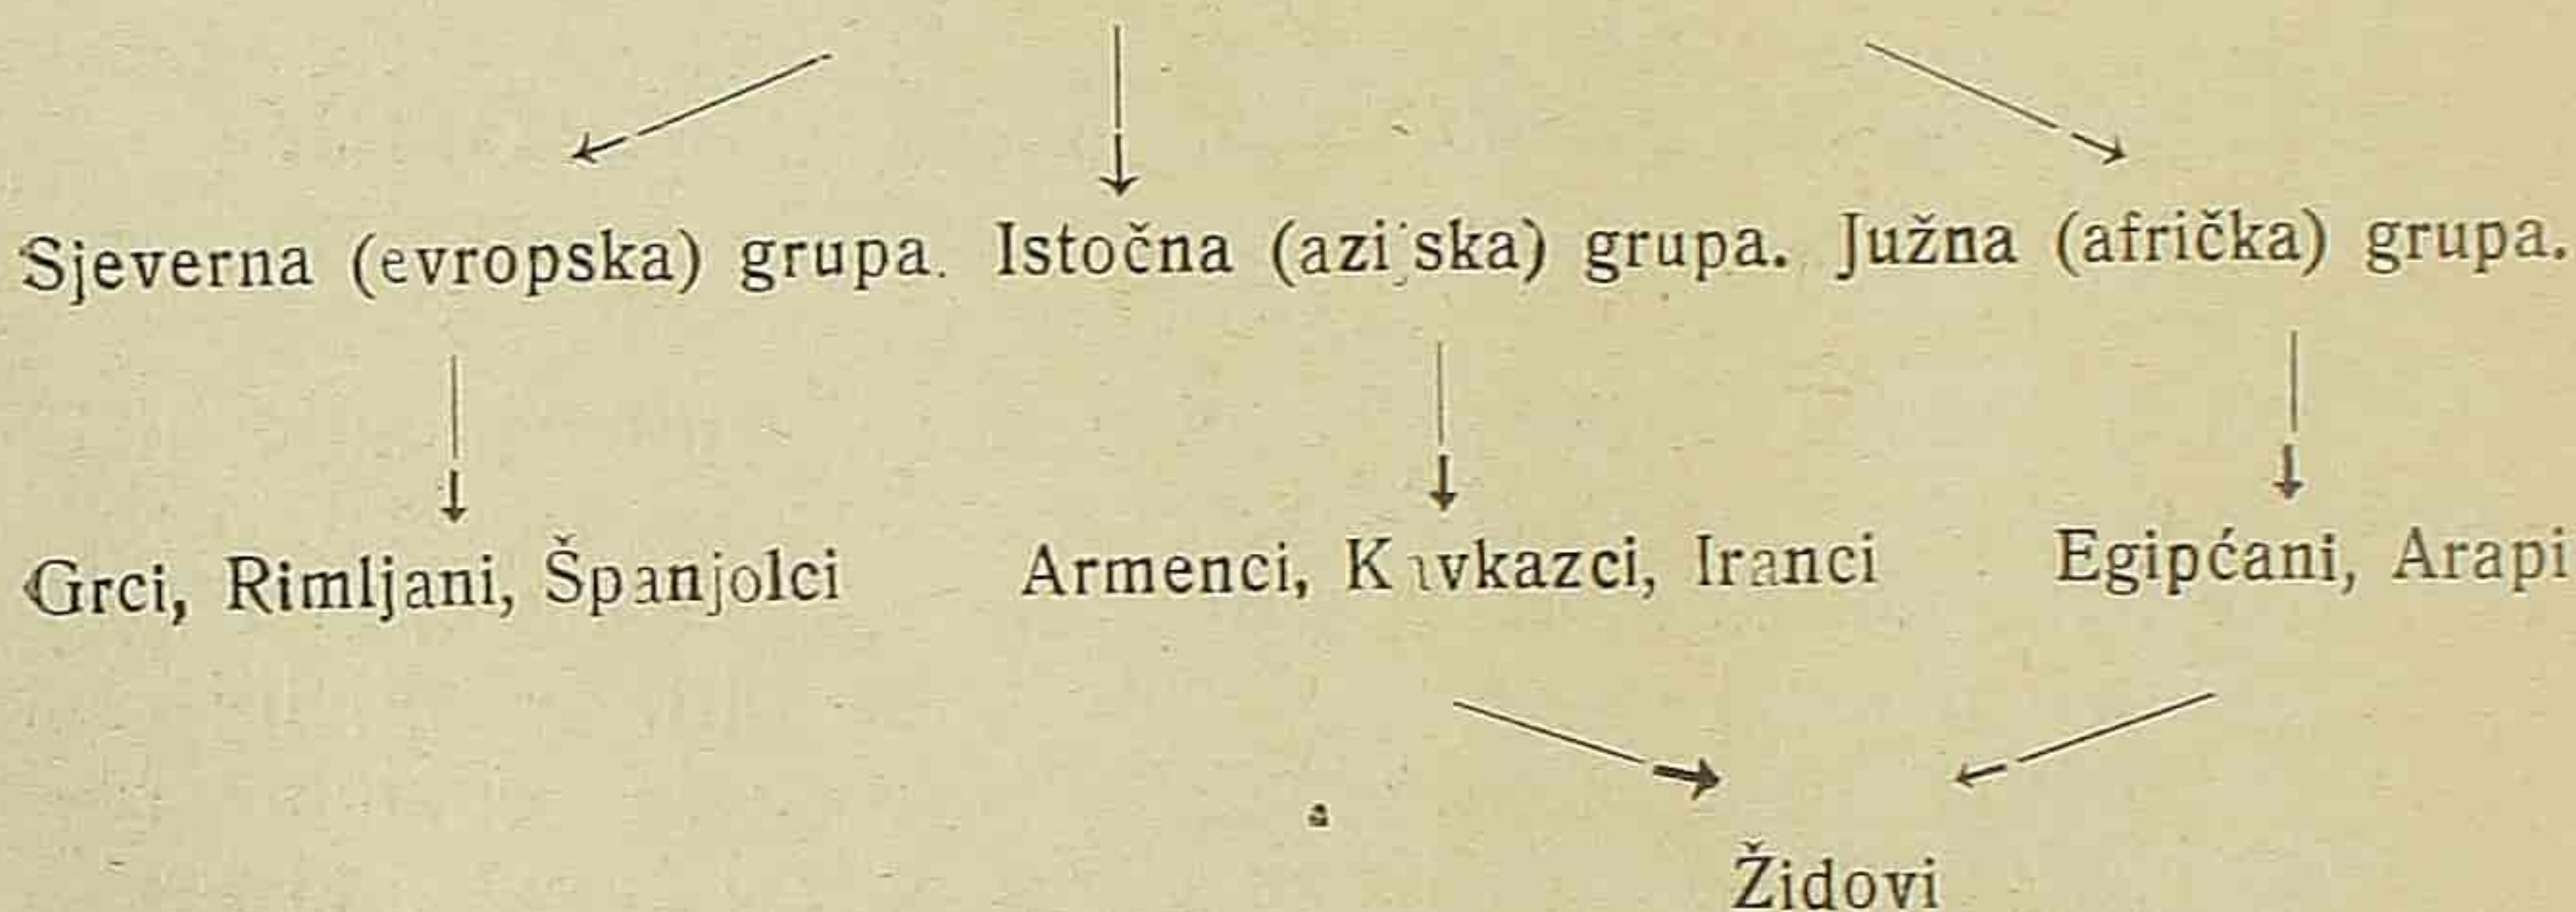 Sjeverna (evropska) grupa. Istočna (azijska) grupa. Južna (afrička) grupa.
Grci, Rimljani, Španjolci Armenci, Kavkazci, Iranci Egipćani, Arapi
Židovi